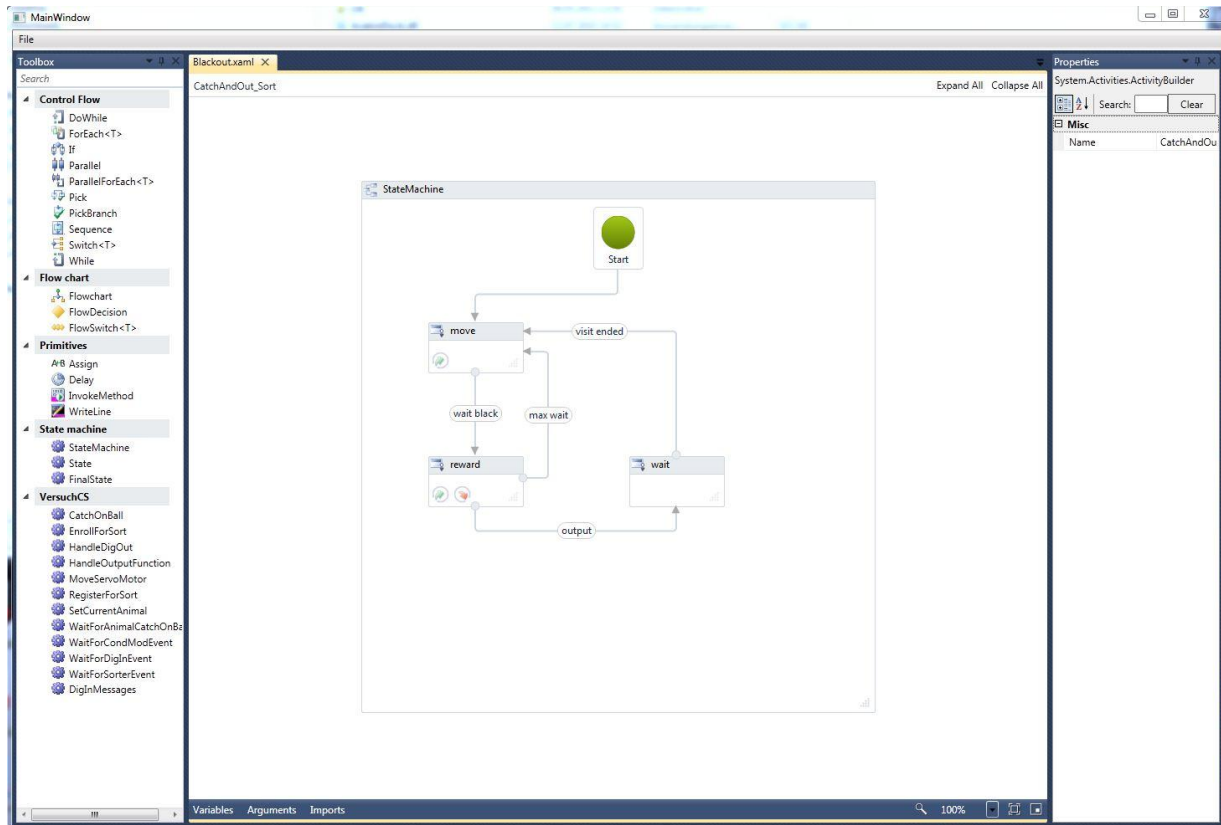 MainWindow
File
Toolbox
Search
Control Flow
DoWhile
ForEach<T>
If
Parallel
ParallelForEach<T>
Pick
PickBranch
Sequence
Switch<T>
While
Flow chart
Flowchart
FlowDecision
FlowSwitch<T>
Primitives
A+B Assign
Delay
InvokeMethod
WriteLine
State machine
StateMachine
State
FinalState
VersuchCS
CatchOnBall
EnrollForSort
HandleDigOut
HandleOutputFunction
MoveServoMotor
RegisterForSort
SetCurrentAnimal
WaitForAnimalCatchOnBa
WaitForCondModEvent
WaitForDigInEvent
WaitForSorterEvent
DigInMessages
Blackout.xaml
CatchAndOut_Sort
Expand All Collapse All
StateMachine
Start
move
visit ended
wait black
max wait
reward
wait
output
Variables Arguments Imports
100%
Properties
System.Activities.ActivityBuilder
Search: Clear
Misc
Name CatchAndOu